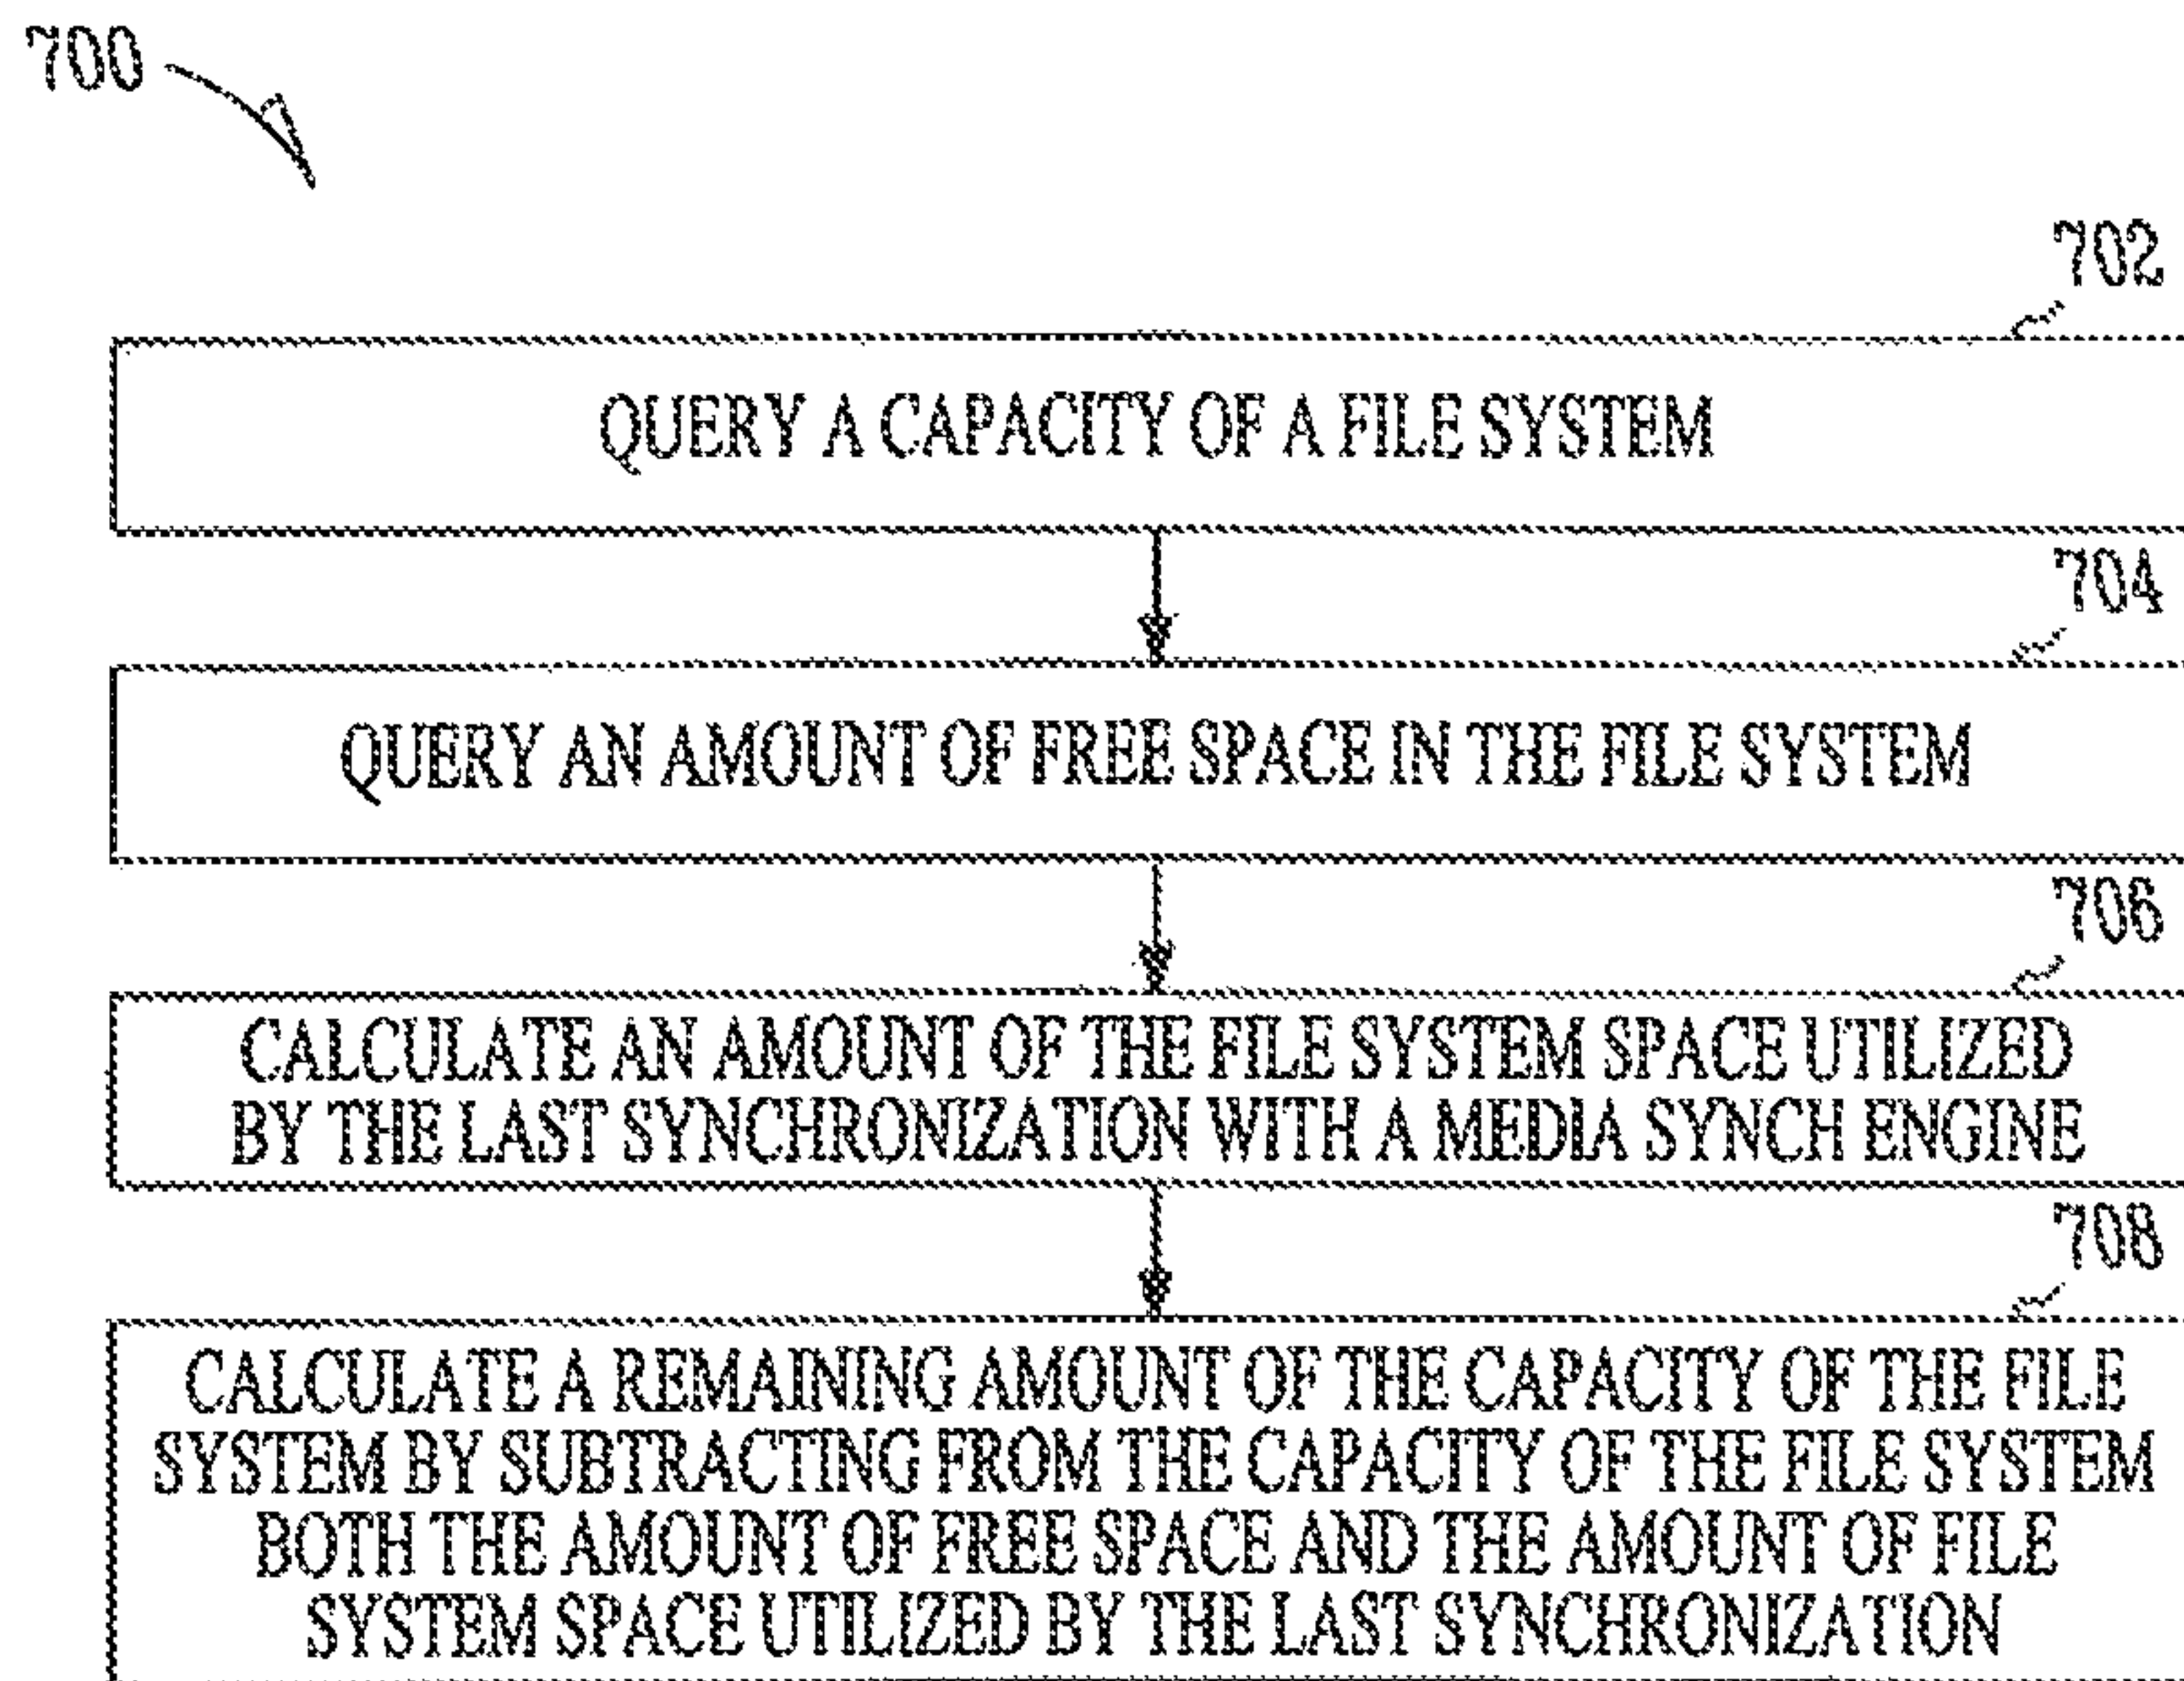 700
702
QUERY A CAPACITY OF A FILE SYSTEM
704
QUERY AN AMOUNT OF FREE SPACE IN THE FILE SYSTEM
706
CALCULATE AN AMOUNT OF THE FILE SYSTEM SPACE UTILIZED
BY THE LAST SYNCHRONIZATION WITH A MEDIA SYNCH ENGINE
708
CALCULATE A REMAINING AMOUNT OF THE CAPACITY OF THE FILE
SYSTEM BY SUBTRACTING FROM THE CAPACITY OF THE FILE SYSTEM
BOTH THE AMOUNT OF FREE SPACE AND THE AMOUNT OF FILE
SYSTEM SPACE UTILIZED BY THE LAST SYNCHRONIZATION